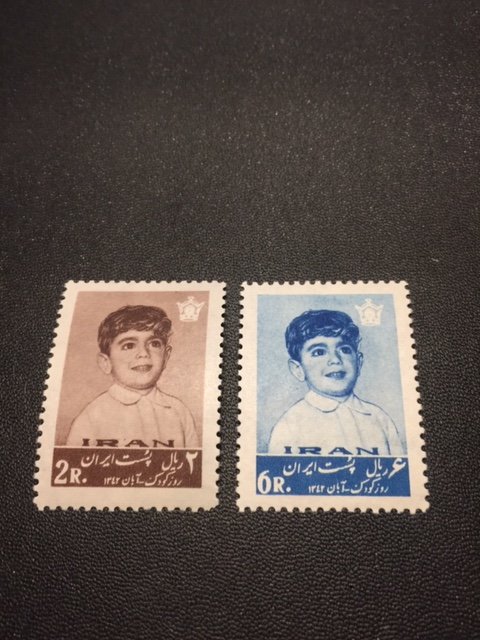 IRAN
2R. پست ایران ۲ ریال
روز کودک - آبان ۱۳۴۲
IRAN
6R. پست ایران ۶ ریال
روز کودک - آبان ۱۳۴۲